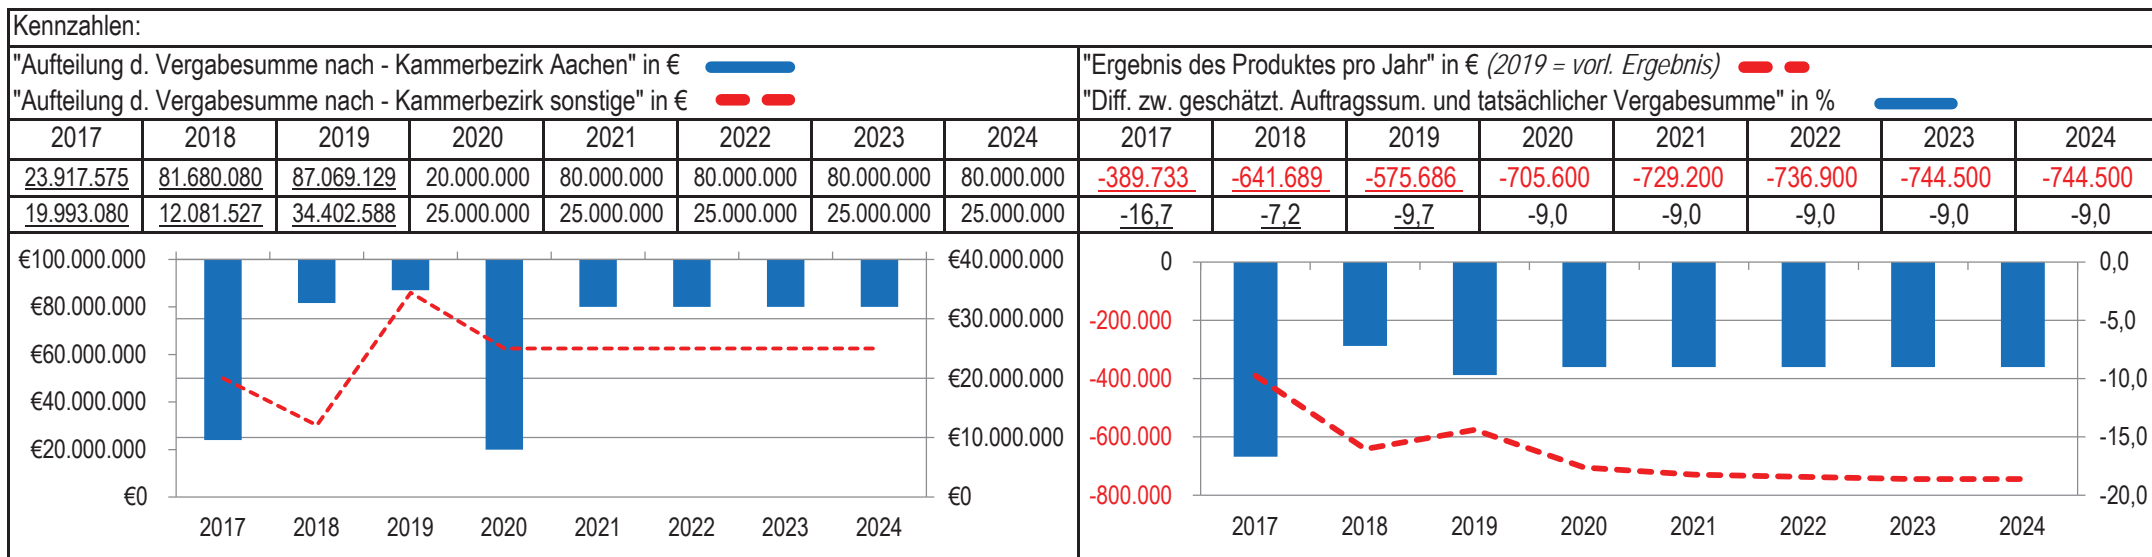 Kennzahlen:
"Aufteilung d. Vergabesumme nach - Kammerbezirk Aachen" in €
"Aufteilung d. Vergabesumme nach - Kammerbezirk sonstige" in €
2017 2018 2019 2020 2021 2022 2023 2024
23.917.575 81.680.080 87.069.129 20.000.000 80.000.000 80.000.000 80.000.000 80.000.000
19.993.080 12.081.527 34.402.588 25.000.000 25.000.000 25.000.000 25.000.000 25.000.000
€100.000.000
€80.000.000
€60.000.000
€40.000.000
€20.000.000
€0
€40.000.000
€30.000.000
€20.000.000
€10.000.000
€0
2017 2018 2019 2020 2021 2022 2023 2024
"Ergebnis des Produktes pro Jahr" in € (2019 = vorl. Ergebnis)
"Diff. zw. geschätzt. Auftragssum. und tatsächlicher Vergabesumme" in %
2017 2018 2019 2020 2021 2022 2023 2024
-389.733 -641.689 -575.686 -705.600 -729.200 -736.900 -744.500 -744.500
-16,7 -7,2 -9,7 -9,0 -9,0 -9,0 -9,0 -9,0
0
-200.000
-400.000
-600.000
-800.000
0,0
-5,0
-10,0
-15,0
-20,0
2017 2018 2019 2020 2021 2022 2023 2024